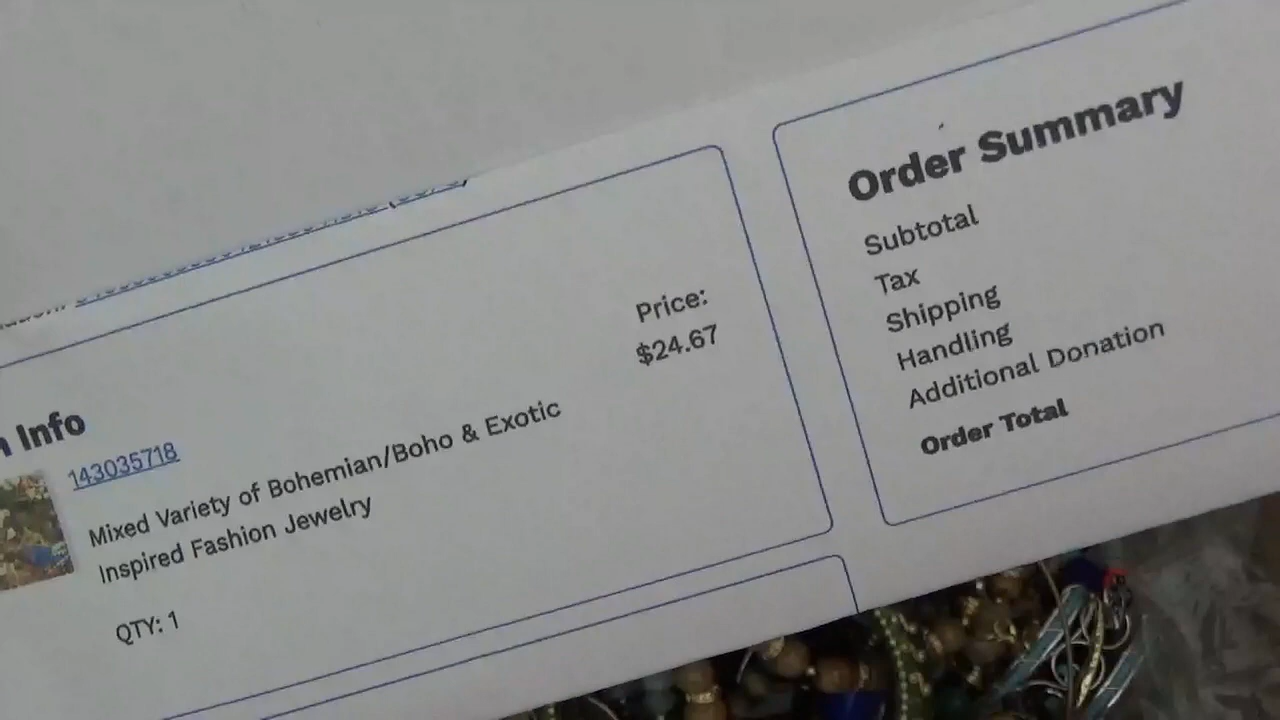 Info
143035718
Mixed Variety of Bohemian/Boho & Exotic
Inspired Fashion Jewelry
QTY: 1
Price:
$24.67
Order Summary
Subtotal
Tax
Shipping
Handling
Additional Donation
Order Total